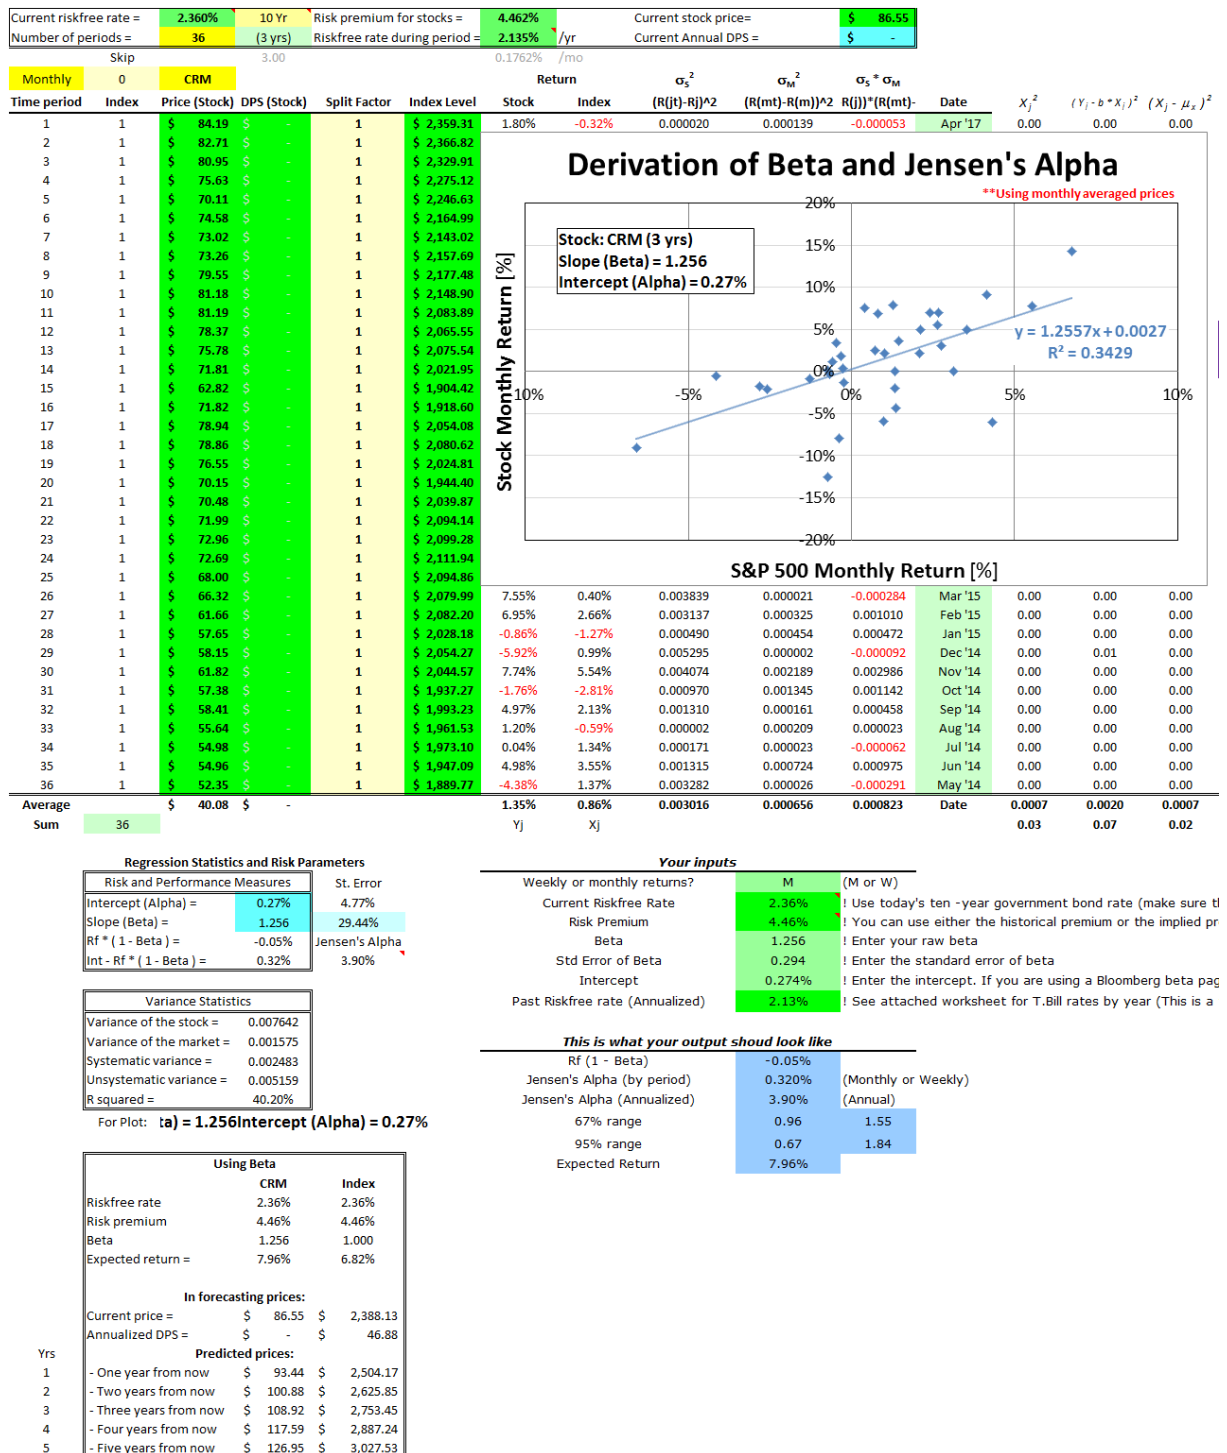 Current riskfree rate = 2.360% 10 Yr Risk premium for stocks = 4.462% Current stock price= $ 86.55
Number of periods = 36 (3 yrs) Riskfree rate during period = 2.135% /yr Current Annual DPS = $ -
Skip 3.00 0.1762% /mo
Monthly 0 CRM Return σS² σM² σS * σM
Time period Index Price (Stock) DPS (Stock) Split Factor Index Level Stock Index (R(jt)-Rj)^2 (R(mt)-R(m))^2 R(j))*(R(mt)- Date Xj² (Yj - b * Xj)² (Xj - μx)²
1 1 $ 84.19 $ - 1 $ 2,359.31 1.80% -0.32% 0.000020 0.000139 -0.000053 Apr '17 0.00 0.00 0.00
2 1 $ 82.71 $ - 1 $ 2,366.82
3 1 $ 80.95 $ - 1 $ 2,329.91
4 1 $ 75.63 $ - 1 $ 2,275.12
5 1 $ 70.11 $ - 1 $ 2,246.63
6 1 $ 74.58 $ - 1 $ 2,164.99
7 1 $ 73.02 $ - 1 $ 2,143.02
8 1 $ 73.26 $ - 1 $ 2,157.69
9 1 $ 79.55 $ - 1 $ 2,177.48
10 1 $ 81.18 $ - 1 $ 2,148.90
11 1 $ 81.19 $ - 1 $ 2,083.89
12 1 $ 78.37 $ - 1 $ 2,065.55
13 1 $ 75.78 $ - 1 $ 2,075.54
14 1 $ 71.81 $ - 1 $ 2,021.95
15 1 $ 62.82 $ - 1 $ 1,904.42
16 1 $ 71.82 $ - 1 $ 1,918.60
17 1 $ 78.94 $ - 1 $ 2,054.08
18 1 $ 78.86 $ - 1 $ 2,080.62
19 1 $ 76.55 $ - 1 $ 2,024.81
20 1 $ 70.15 $ - 1 $ 1,944.40
21 1 $ 70.48 $ - 1 $ 2,039.87
22 1 $ 71.99 $ - 1 $ 2,094.14
23 1 $ 72.96 $ - 1 $ 2,099.28
24 1 $ 72.69 $ - 1 $ 2,111.94
25 1 $ 68.00 $ - 1 $ 2,094.86
Derivation of Beta and Jensen's Alpha
**Using monthly averaged prices
Stock: CRM (3 yrs)
Slope (Beta) = 1.256
Intercept (Alpha) = 0.27%
20%
15%
10%
5%
0%
-5%
-10%
-15%
-20%
y = 1.2557x + 0.0027
R² = 0.3429
10% -5% 0% 5% 10%
Stock Monthly Return [%]
S&P 500 Monthly Return [%]
26 1 $ 66.32 $ - 1 $ 2,079.99 7.55% 0.40% 0.003839 0.000021 -0.000284 Mar '15 0.00 0.00 0.00
27 1 $ 61.66 $ - 1 $ 2,082.20 6.95% 2.66% 0.003137 0.000325 0.001010 Feb '15 0.00 0.00 0.00
28 1 $ 57.65 $ - 1 $ 2,028.18 -0.86% -1.27% 0.000490 0.000454 0.000472 Jan '15 0.00 0.00 0.00
29 1 $ 58.15 $ - 1 $ 2,054.27 -5.92% 0.99% 0.005295 0.000002 -0.000092 Dec '14 0.00 0.01 0.00
30 1 $ 61.82 $ - 1 $ 2,044.57 7.74% 5.54% 0.004074 0.002189 0.002986 Nov '14 0.00 0.00 0.00
31 1 $ 57.38 $ - 1 $ 1,937.27 -1.76% -2.81% 0.000970 0.001345 0.001142 Oct '14 0.00 0.00 0.00
32 1 $ 58.41 $ - 1 $ 1,993.23 4.97% 2.13% 0.001310 0.000161 0.000458 Sep '14 0.00 0.00 0.00
33 1 $ 55.64 $ - 1 $ 1,961.53 1.20% -0.59% 0.000002 0.000209 0.000023 Aug '14 0.00 0.00 0.00
34 1 $ 54.98 $ - 1 $ 1,973.10 0.04% 1.34% 0.000171 0.000023 -0.000062 Jul '14 0.00 0.00 0.00
35 1 $ 54.96 $ - 1 $ 1,947.09 4.98% 3.55% 0.001315 0.000724 0.000975 Jun '14 0.00 0.00 0.00
36 1 $ 52.35 $ - 1 $ 1,889.77 -4.38% 1.37% 0.003282 0.000026 -0.000291 May '14 0.00 0.00 0.00
Average $ 40.08 $ - 1.35% 0.86% 0.003016 0.000656 0.000823 Date 0.0007 0.0020 0.0007
Sum 36 Yj Xj 0.03 0.07 0.02
Regression Statistics and Risk Parameters
Risk and Performance Measures St. Error
Intercept (Alpha) = 0.27% 4.77%
Slope (Beta) = 1.256 29.44%
Rf * ( 1 - Beta ) = -0.05% Jensen's Alpha
Int - Rf * ( 1 - Beta ) = 0.32% 3.90%
Variance Statistics
Variance of the stock = 0.007642
Variance of the market = 0.001575
Systematic variance = 0.002483
Unsystematic variance = 0.005159
R squared = 40.20%
For Plot: ta) = 1.256Intercept (Alpha) = 0.27%
Your inputs
Weekly or monthly returns? M (M or W)
Current Riskfree Rate 2.36% ! Use today's ten -year government bond rate (make sure th
Risk Premium 4.46% ! You can use either the historical premium or the implied pr
Beta 1.256 ! Enter your raw beta
Std Error of Beta 0.294 ! Enter the standard error of beta
Intercept 0.274% ! Enter the intercept. If you are using a Bloomberg beta pag
Past Riskfree rate (Annualized) 2.13% ! See attached worksheet for T.Bill rates by year (This is a
This is what your output shoud look like
Rf (1 - Beta) -0.05%
Jensen's Alpha (by period) 0.320% (Monthly or Weekly)
Jensen's Alpha (Annualized) 3.90% (Annual)
67% range 0.96 1.55
95% range 0.67 1.84
Expected Return 7.96%
Using Beta
CRM Index
Riskfree rate 2.36% 2.36%
Risk premium 4.46% 4.46%
Beta 1.256 1.000
Expected return = 7.96% 6.82%
In forecasting prices:
Current price = $ 86.55 $ 2,388.13
Annualized DPS = $ - $ 46.88
Yrs Predicted prices:
1 - One year from now $ 93.44 $ 2,504.17
2 - Two years from now $ 100.88 $ 2,625.85
3 - Three years from now $ 108.92 $ 2,753.45
4 - Four years from now $ 117.59 $ 2,887.24
5 - Five years from now $ 126.95 $ 3,027.53